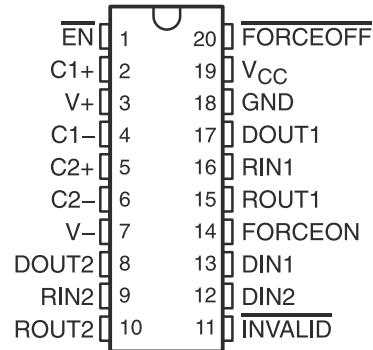 EN 1 20 FORCEOFF
C1+ 2 19 VCC
V+ 3 18 GND
C1− 4 17 DOUT1
C2+ 5 16 RIN1
C2− 6 15 ROUT1
V− 7 14 FORCEON
DOUT2 8 13 DIN1
RIN2 9 12 DIN2
ROUT2 10 11 INVALID